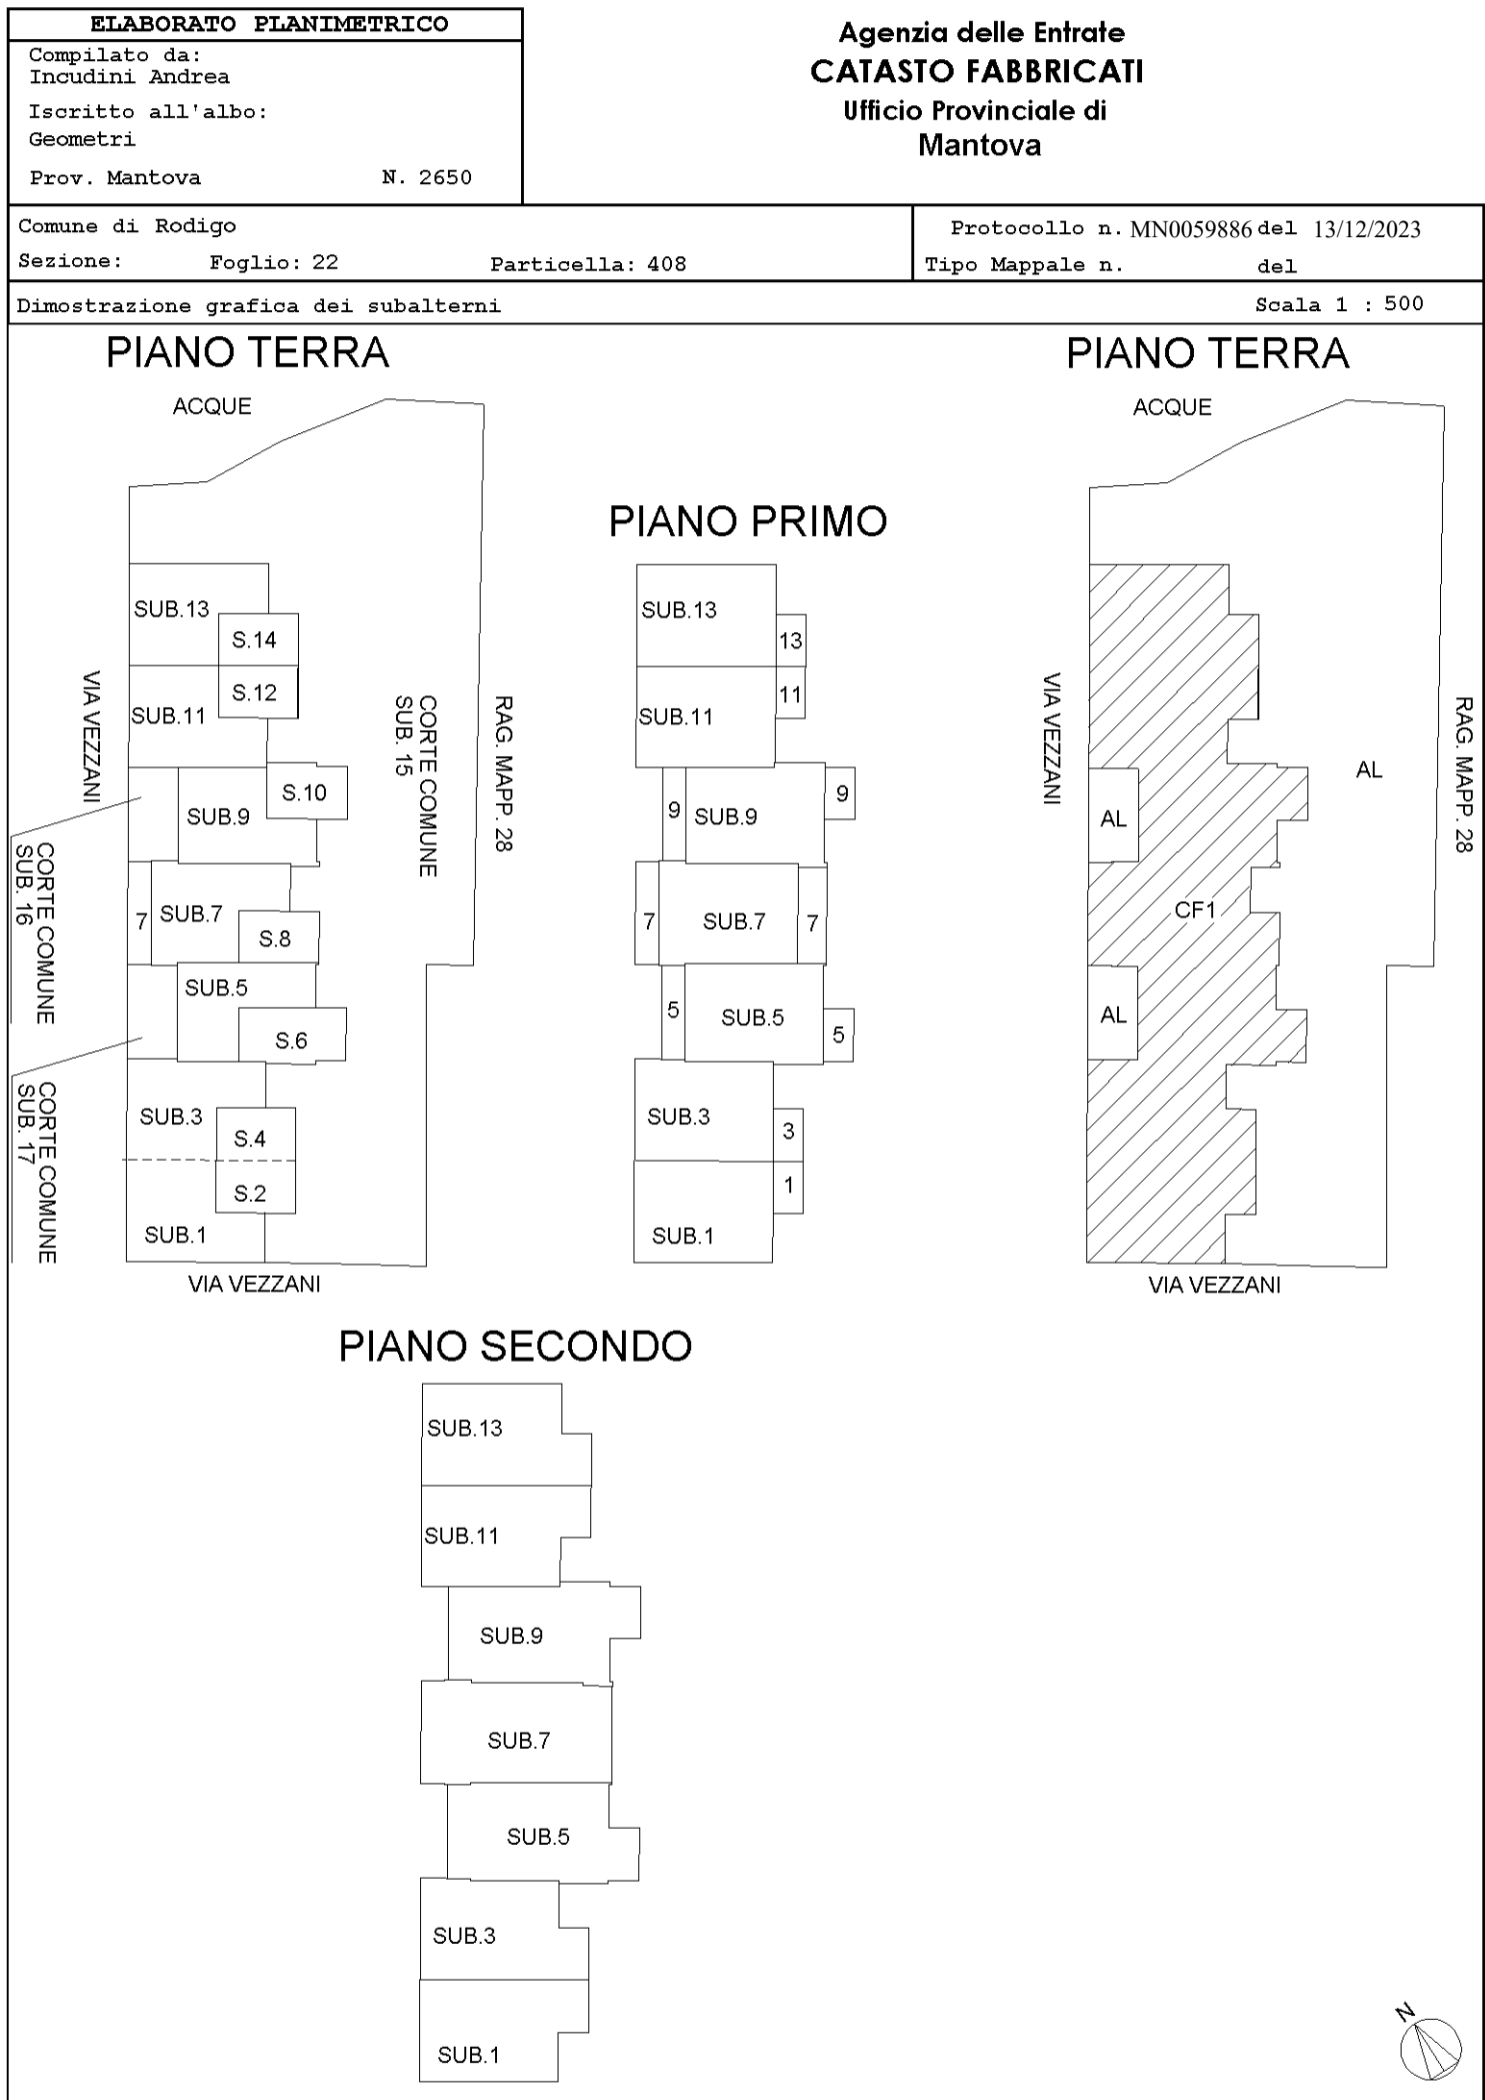 ELABORATO PLANIMETRICO
Compilato da:
Incudini Andrea
Iscritto all'albo:
Geometri
Prov. Mantova N. 2650
Agenzia delle Entrate
CATASTO FABBRICATI
Ufficio Provinciale di
Mantova
Comune di Rodigo
Sezione: Foglio: 22 Particella: 408
Protocollo n. MN0059886 del 13/12/2023
Tipo Mappale n. del
Dimostrazione grafica dei subalterni Scala 1 : 500
PIANO TERRA
ACQUE
SUB.13
S.14
S.12
SUB.11
S.10
SUB.9
7
SUB.7
S.8
SUB.5
S.6
SUB.3
S.4
S.2
SUB.1
VIA VEZZANI
CORTE COMUNE
SUB. 15
RAG. MAPP. 28
CORTE COMUNE
SUB. 16
CORTE COMUNE
SUB. 17
VIA VEZZANI
PIANO PRIMO
SUB.13
13
11
SUB.11
9
SUB.9
9
7
SUB.7
7
5
SUB.5
5
SUB.3
3
1
SUB.1
PIANO TERRA
ACQUE
VIA VEZZANI
RAG. MAPP. 28
AL
AL
CF1
AL
VIA VEZZANI
PIANO SECONDO
SUB.13
SUB.11
SUB.9
SUB.7
SUB.5
SUB.3
SUB.1
N